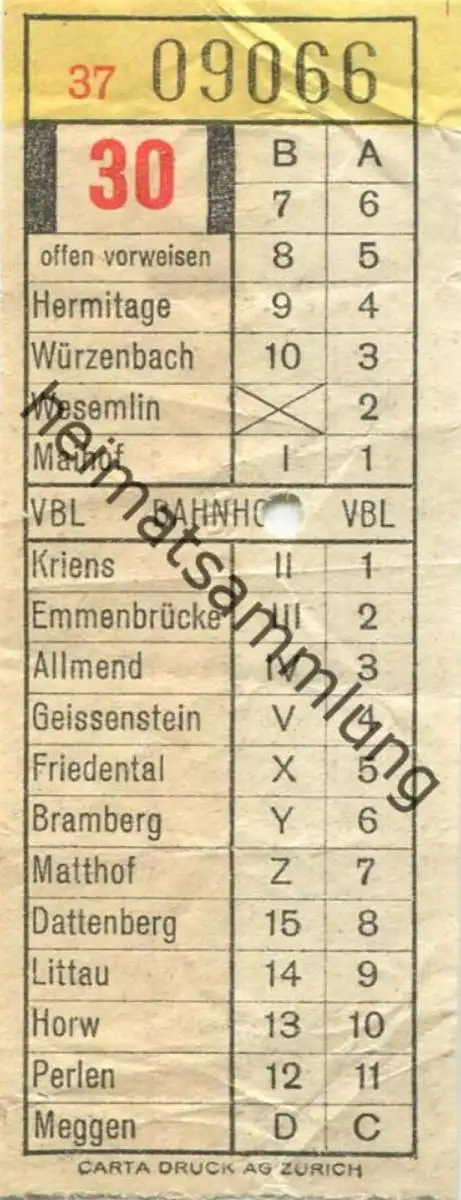 37 09066
30 B A
7 6
offen vorweisen 8 5
Hermitage 9 4
Würzenbach 10 3
Wesemlin 2
Maihof I 1
VBL BAHNHO VBL
Kriens II 1
Emmenbrücke III 2
Allmend IV 3
Geissenstein V 4
Friedental X 5
Bramberg Y 6
Matthof Z 7
Dattenberg 15 8
Littau 14 9
Horw 13 10
Perlen 12 11
Meggen D C
CARTA DRUCK AG ZÜRICH
heimatsammlung